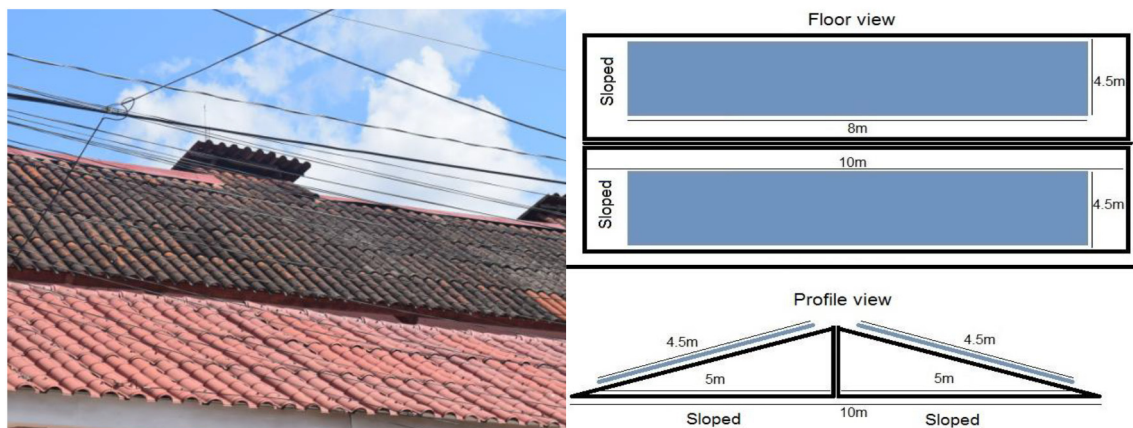 Floor view
Sloped
4.5m
8m
10m
Sloped
4.5m
Profile view
4.5m
4.5m
5m
5m
Sloped
10m
Sloped